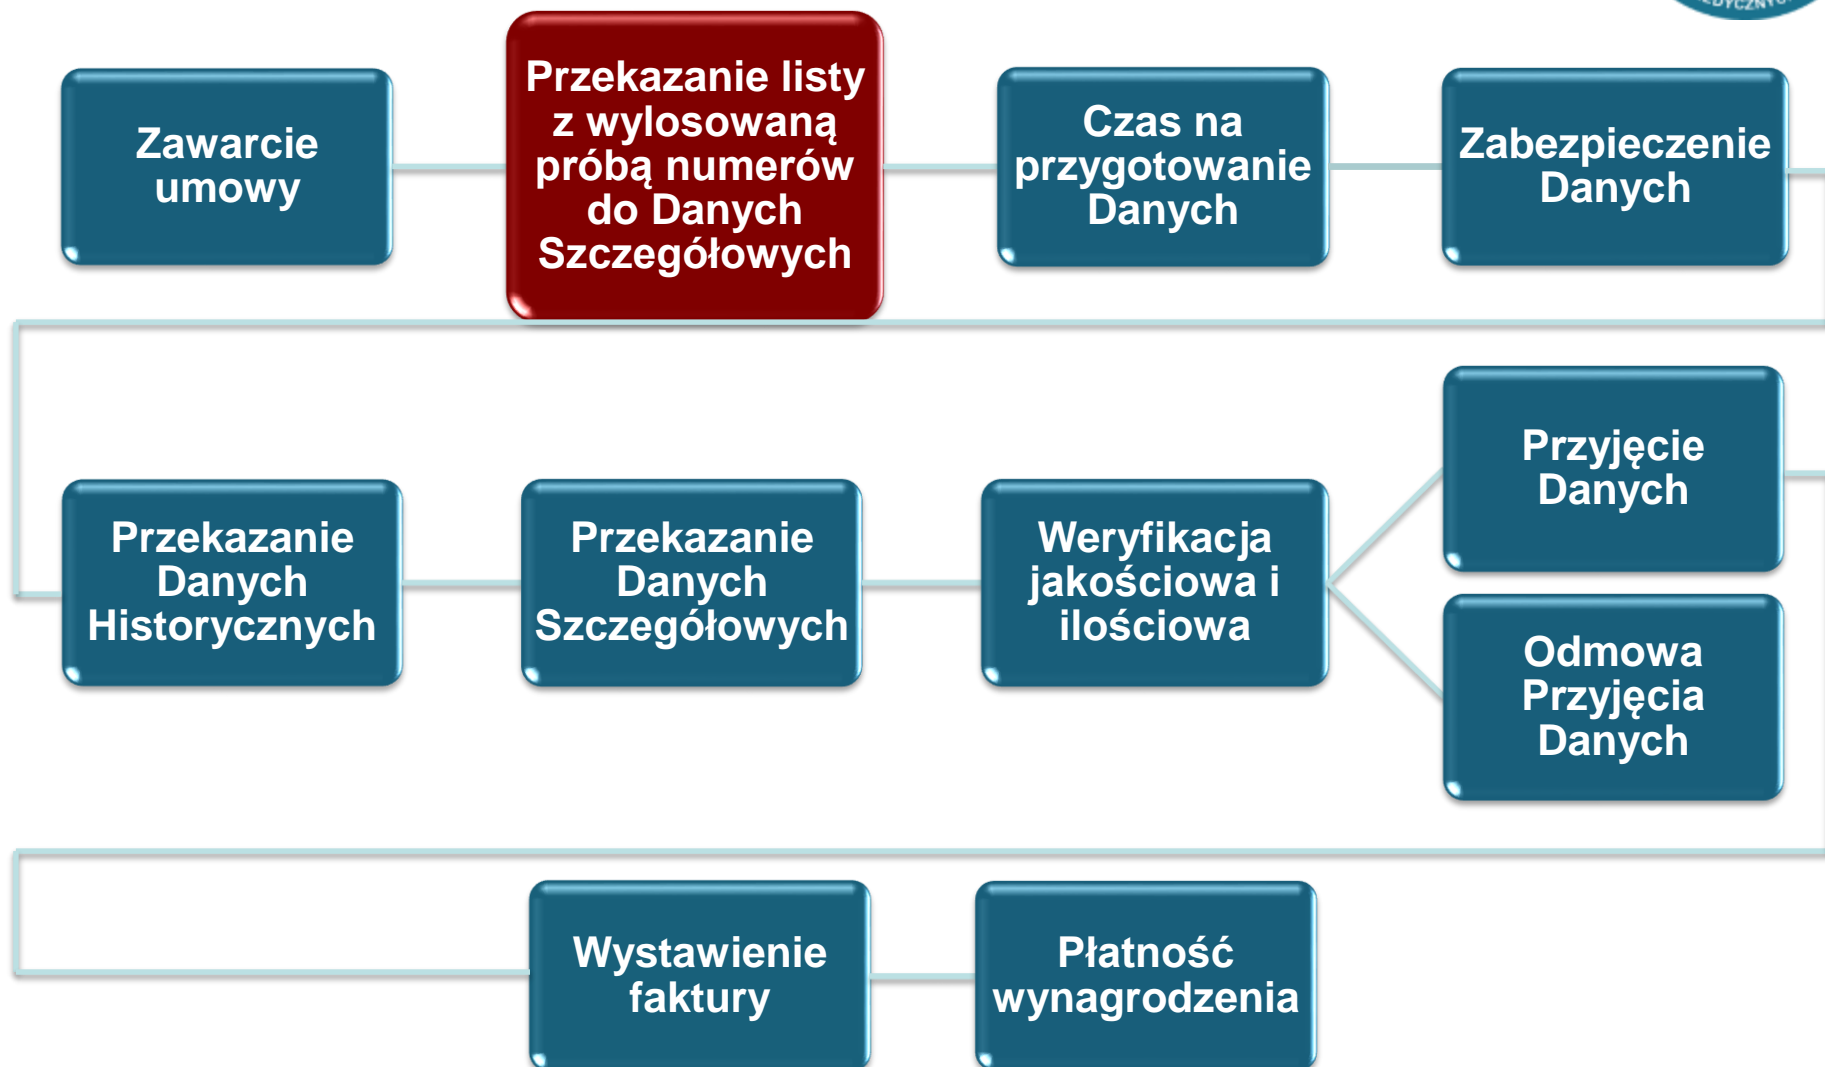 Zawarcie
umowy
Przekazanie listy
z wylosowaną
próbą numerów
do Danych
Szczegółowych
Czas na
przygotowanie
Danych
Zabezpieczenie
Danych
Przekazanie
Danych
Historycznych
Przekazanie
Danych
Szczegółowych
Weryfikacja
jakościowa i
ilościowa
Przyjęcie
Danych
Odmowa
Przyjęcia
Danych
Wystawienie
faktury
Płatność
wynagrodzenia